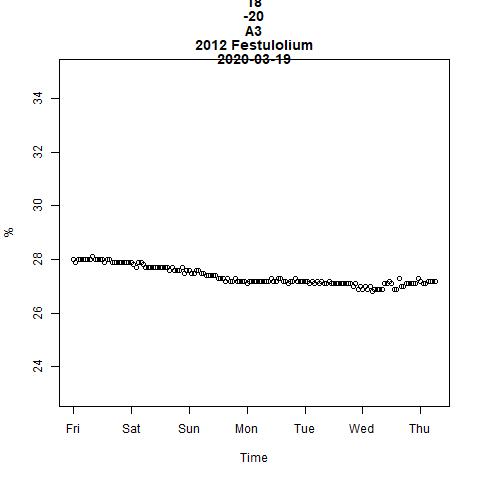 18
-20
A3
2012 Festulolium
2020-03-19
34
32
30
28
26
24
%
Fri Sat Sun Mon Tue Wed Thu
Time